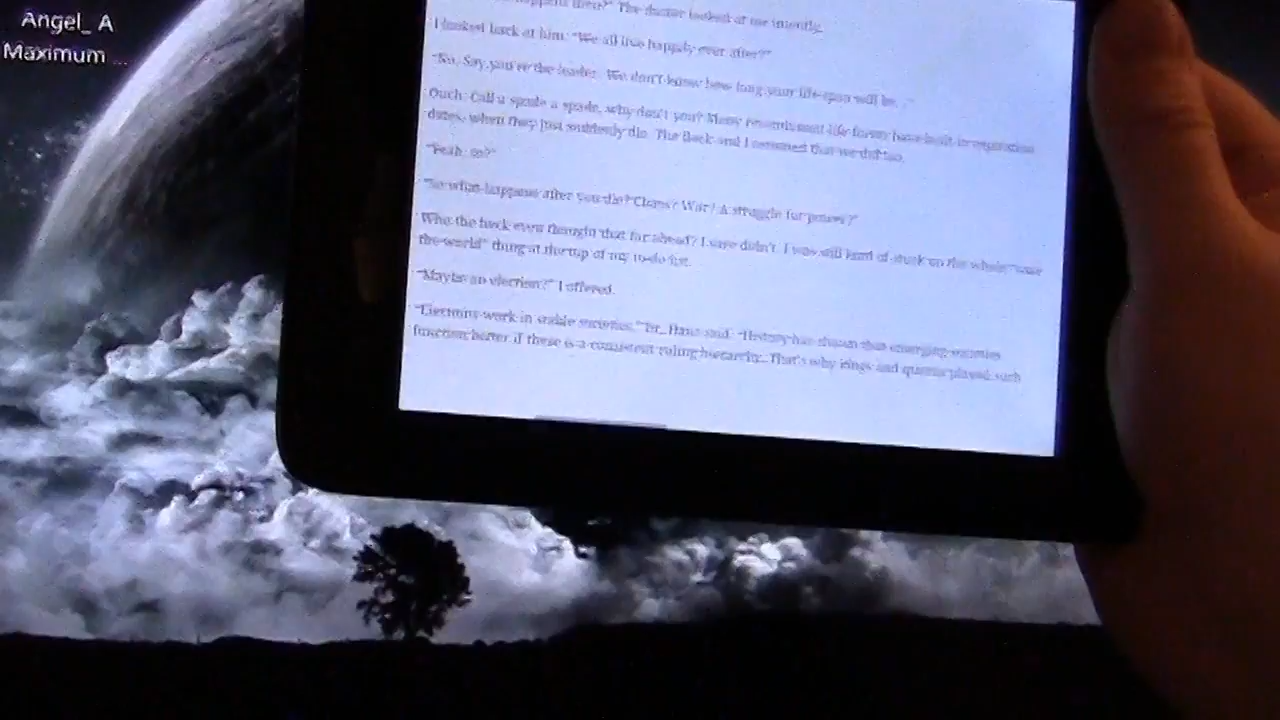 Angel_ A
Maximum ...
happens then?" The doctor looked at me intently.
I looked back at him. "We all live happily ever after?"
"No. Say you're the leader. We don't know how long your life span will be. . ."
Ouch. Call a spade a spade, why don't you? Many recombinant life forms have built-in expiration
dates, when they just suddenly die. The flock and I assumed that we did too.
"Yeah, so?"
"So what happens after you die? Chaos? War? A struggle for power?"
Who the heck even thought that far ahead? I sure didn't. I was still kind of stuck on the whole "save
the world" thing at the top of my to-do list.
"Maybe an election?" I offered.
"Elections work in stable societies," Dr. Hans said. "History has shown that emerging societies
function better if there is a consistent ruling hierarchy. That's why kings and queens played such